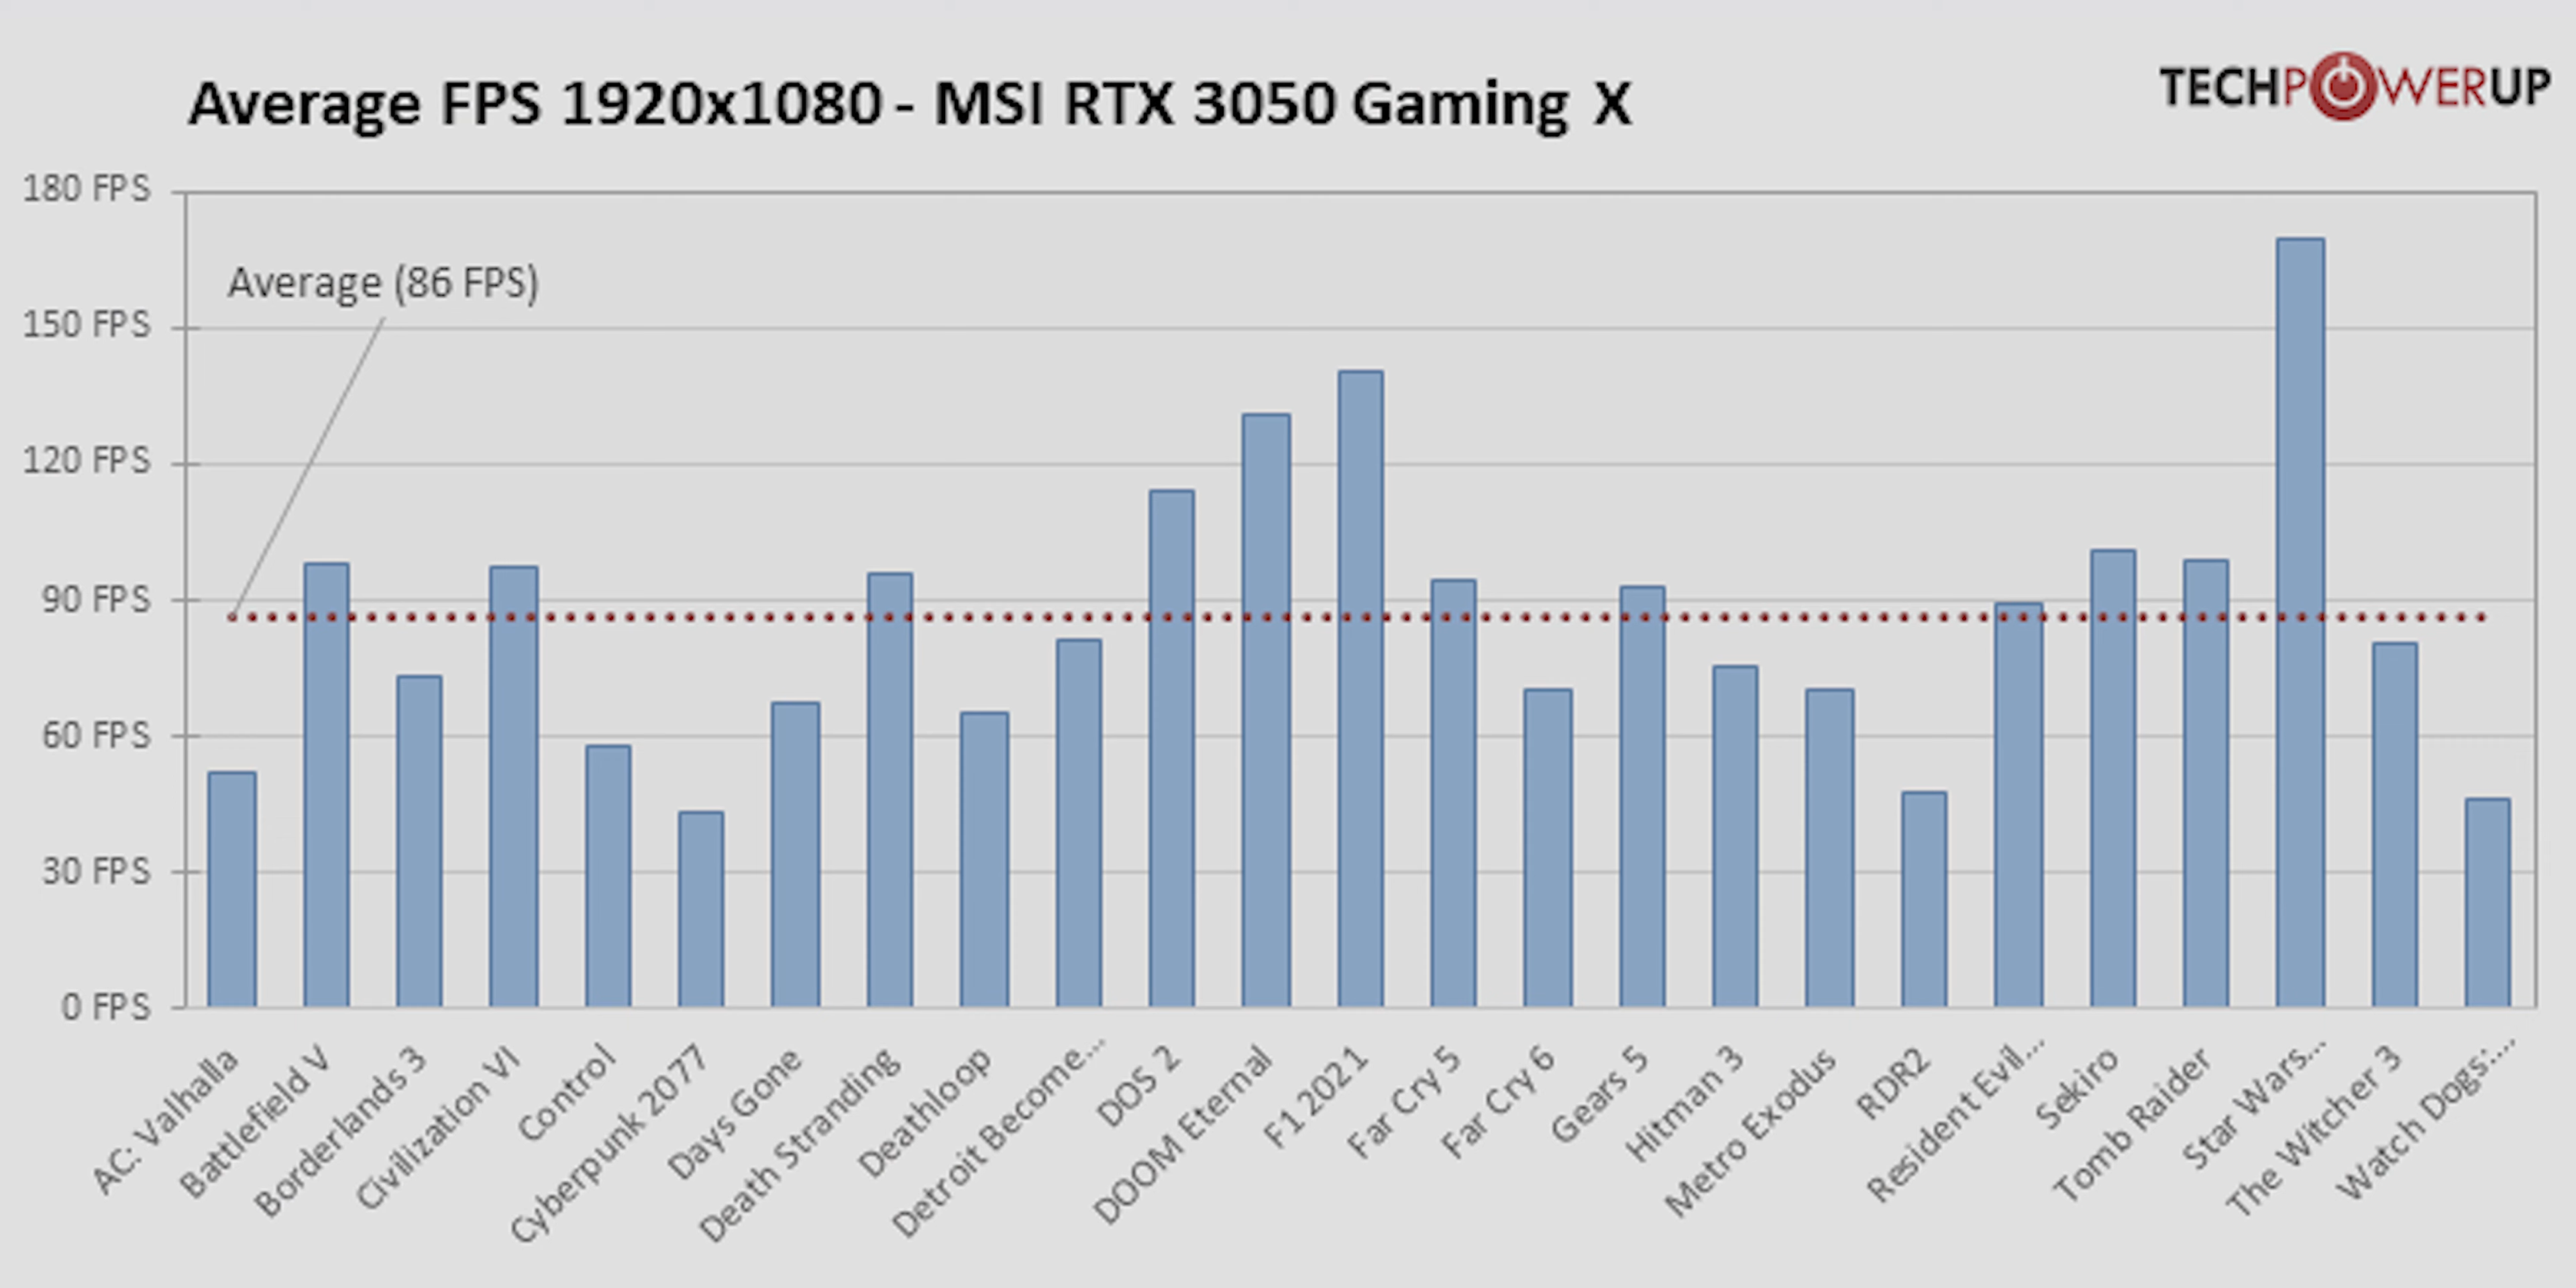 Average FPS 1920x1080 - MSI RTX 3050 Gaming X
TECHPOWERUP
180 FPS
Average (86 FPS)
150 FPS
120 FPS
90 FPS
60 FPS
30 FPS
0 FPS
AC: Valhalla
Battlefield V
Borderlands 3
Civilization VI
Control
Cyberpunk 2077
Days Gone
Death Stranding
Deathloop
Detroit Become...
DOS 2
DOOM Eternal
F1 2021
Far Cry 5
Far Cry 6
Gears 5
Hitman 3
Metro Exodus
RDR2
Resident Evil...
Sekiro
Tomb Raider
Star Wars...
The Witcher 3
Watch Dogs:...